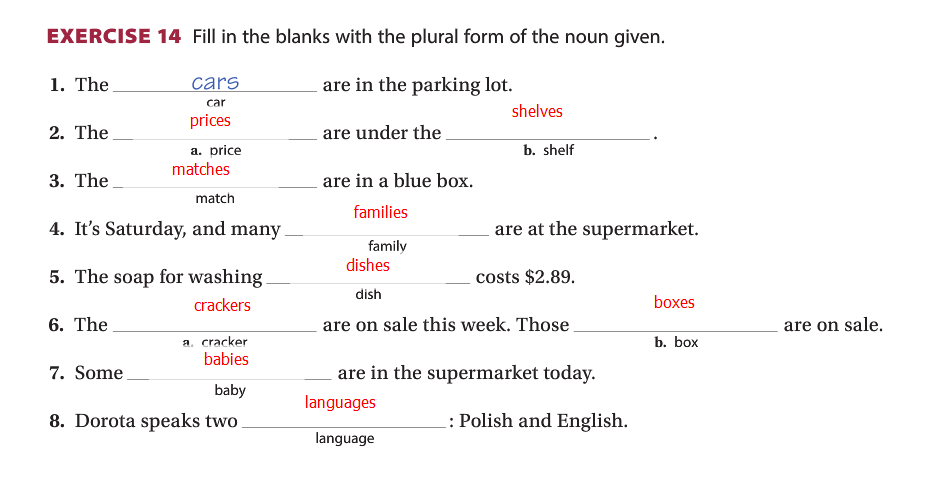 EXERCISE 14 Fill in the blanks with the plural form of the noun given.
1. The cars are in the parking lot.
car
prices shelves
2. The are under the .
a. price b. shelf
matches
3. The are in a blue box.
match
families
4. It's Saturday, and many are at the supermarket.
family
dishes
5. The soap for washing costs $2.89.
dish
crackers boxes
6. The are on sale this week. Those are on sale.
a. cracker b. box
babies
7. Some are in the supermarket today.
baby
languages
8. Dorota speaks two : Polish and English.
language